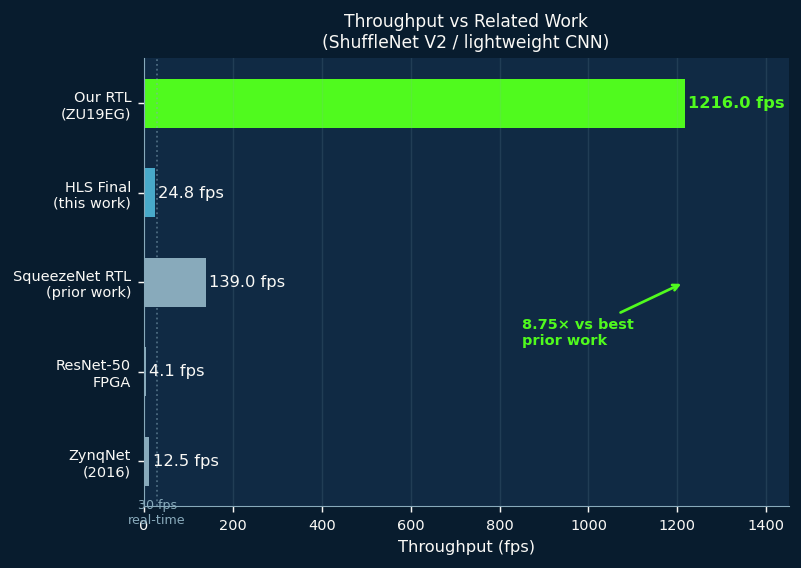 Throughput vs Related Work
(ShuffleNet V2 / lightweight CNN)
Our RTL
(ZU19EG)
1216.0 fps
HLS Final
(this work)
24.8 fps
SqueezeNet RTL
(prior work)
139.0 fps
8.75× vs best
prior work
ResNet-50
FPGA
4.1 fps
ZynqNet
(2016)
12.5 fps
30 fps
real-time
0 200 400 600 800 1000 1200 1400
Throughput (fps)